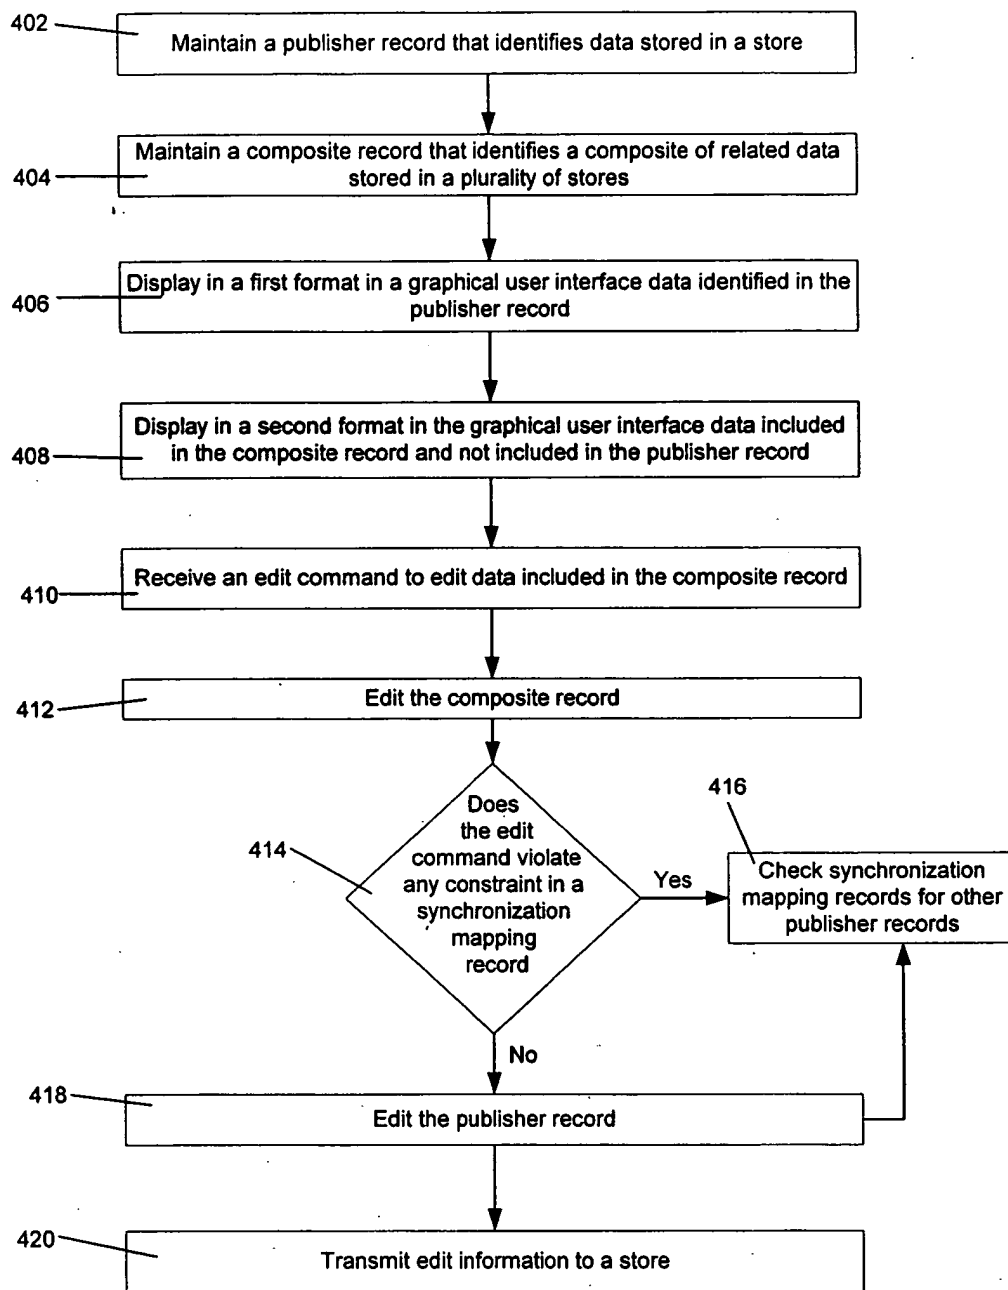 402
Maintain a publisher record that identifies data stored in a store
Maintain a composite record that identifies a composite of related data
stored in a plurality of stores
404
Display in a first format in a graphical user interface data identified in the
publisher record
406
Display in a second format in the graphical user interface data included
in the composite record and not included in the publisher record
408
Receive an edit command to edit data included in the composite record
410
Edit the composite record
412
Does
the edit
command violate
any constraint in a
synchronization
mapping
record
414
Yes
416
Check synchronization
mapping records for other
publisher records
No
418
Edit the publisher record
420
Transmit edit information to a store